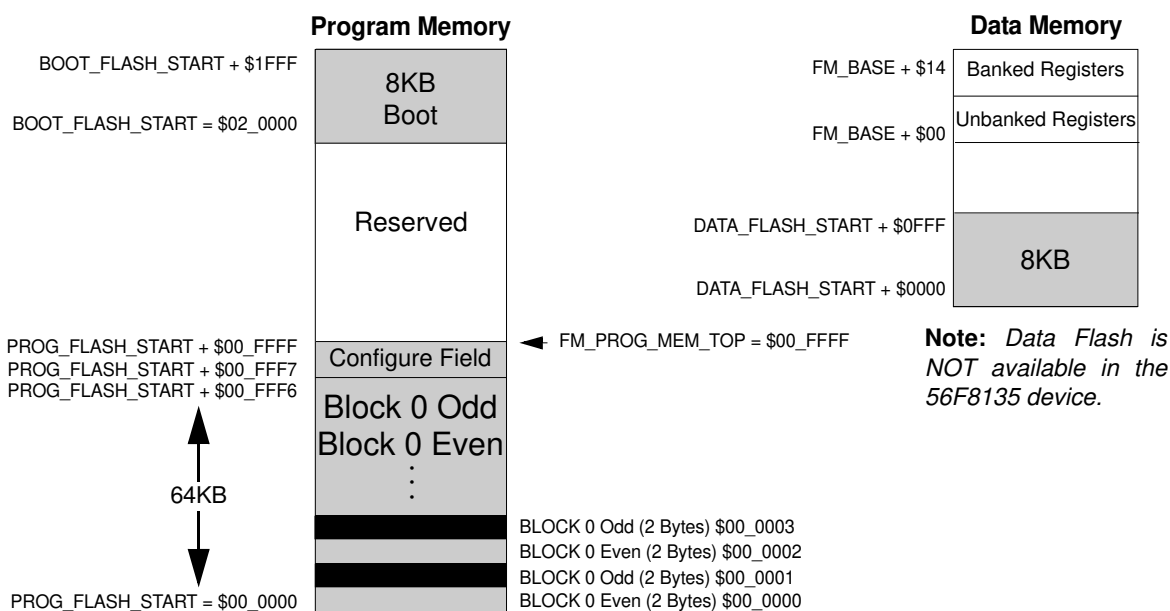 Program Memory
BOOT_FLASH_START + $1FFF
8KB
Boot
BOOT_FLASH_START = $02_0000
Reserved
PROG_FLASH_START + $00_FFFF
FM_PROG_MEM_TOP = $00_FFFF
Configure Field
PROG_FLASH_START + $00_FFF7
PROG_FLASH_START + $00_FFF6
Block 0 Odd
Block 0 Even
64KB
BLOCK 0 Odd (2 Bytes) $00_0003
BLOCK 0 Even (2 Bytes) $00_0002
BLOCK 0 Odd (2 Bytes) $00_0001
PROG_FLASH_START = $00_0000
BLOCK 0 Even (2 Bytes) $00_0000
Data Memory
FM_BASE + $14
Banked Registers
Unbanked Registers
FM_BASE + $00
DATA_FLASH_START + $0FFF
8KB
DATA_FLASH_START + $0000
Note: Data Flash is
NOT available in the
56F8135 device.